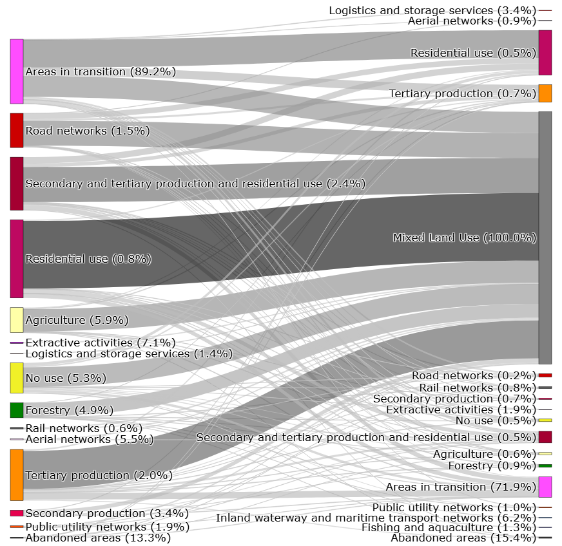 Logistics and storage services (3.4%)
Aerial networks (0.9%)
Residential use (0.5%)
Areas in transition (89.2%)
Tertiary production (0.7%)
Road networks (1.5%)
Secondary and tertiary production and residential use (2.4%)
Mixed Land Use (100.0%)
Residential use (0.8%)
Agriculture (5.9%)
Extractive activities (7.1%)
Logistics and storage services (1.4%)
No use (5.3%)
Road networks (0.2%)
Rail networks (0.8%)
Secondary production (0.7%)
Forestry (4.9%)
Extractive activities (1.9%)
No use (0.5%)
Rail networks (0.6%)
Aerial networks (5.5%)
Secondary and tertiary production and residential use (0.5%)
Agriculture (0.6%)
Forestry (0.9%)
Tertiary production (2.0%)
Areas in transition (71.9%)
Public utility networks (1.0%)
Secondary production (3.4%)
Inland waterway and maritime transport networks (6.2%)
Public utility networks (1.9%)
Fishing and aquaculture (1.3%)
Abandoned areas (13.3%)
Abandoned areas (15.4%)